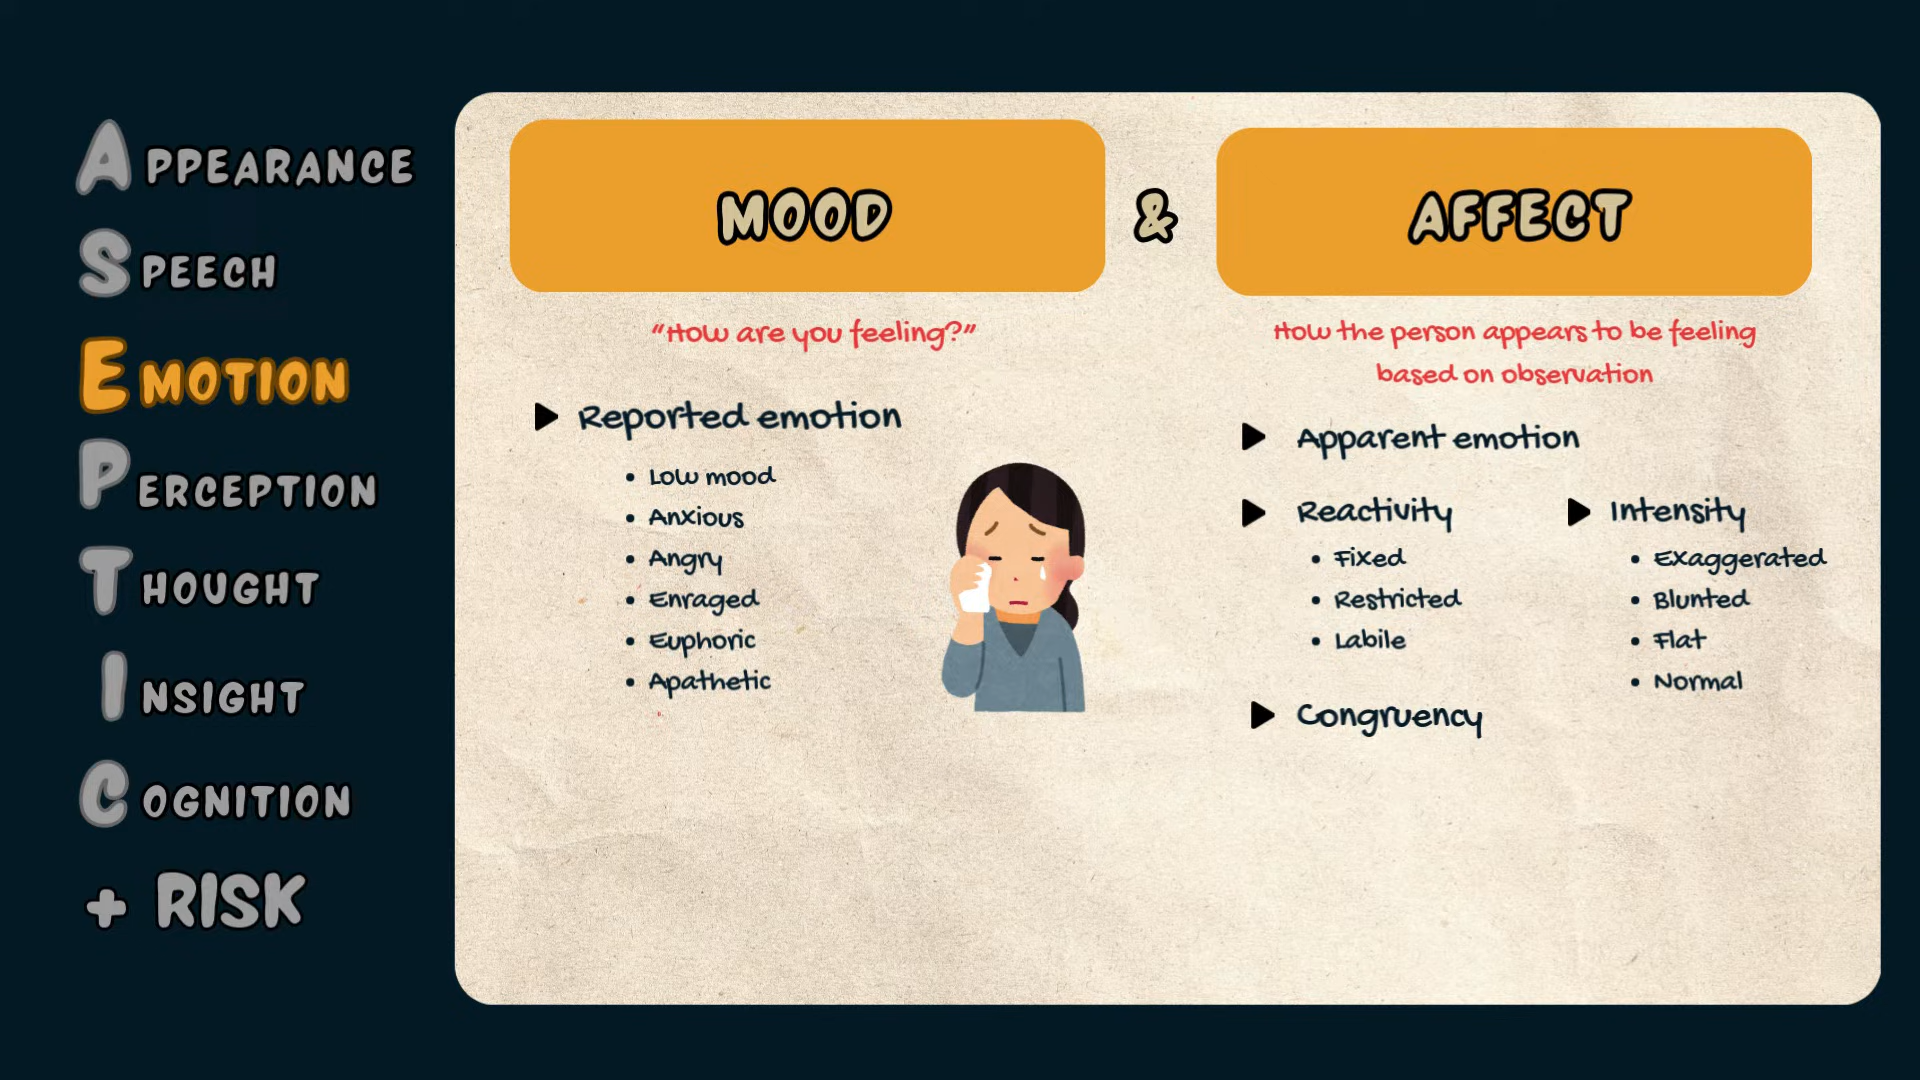 APPEARANCE
SPEECH
EMOTION
PERCEPTION
THOUGHT
INSIGHT
COGNITION
+ RISK
MOOD
&
AFFECT
"How are you feeling?"
Reported emotion
• Low mood
• Anxious
• Angry
• Enraged
• Euphoric
• Apathetic
How the person appears to be feeling
based on observation
Apparent emotion
Reactivity
• Fixed
• Restricted
• Labile
Intensity
• Exaggerated
• Blunted
• Flat
• Normal
Congruency